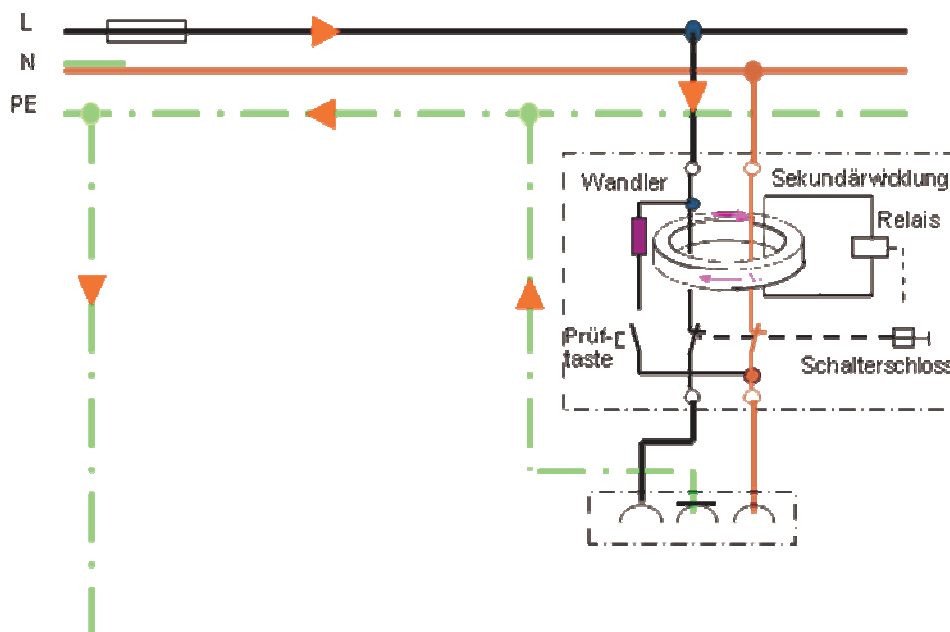 L
N
PE
Wandler
Sekundärwicklung
Relais
Prüf-
taste
Schalterschloss